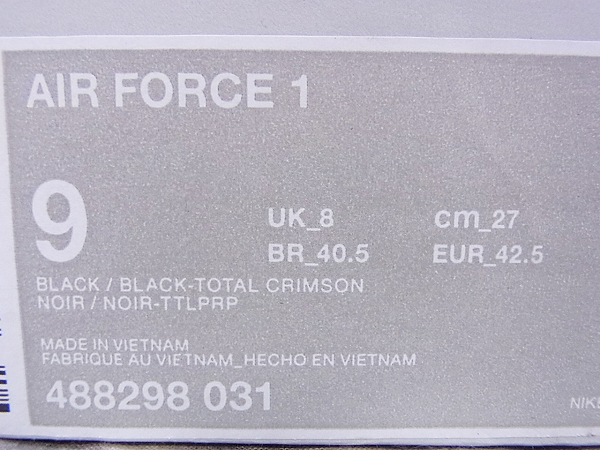 AIR FORCE 1
9
UK_8 cm_27
BR_40.5 EUR_42.5
BLACK / BLACK-TOTAL CRIMSON
NOIR / NOIR-TTLPRP
MADE IN VIETNAM
FABRIQUE AU VIETNAM_HECHO EN VIETNAM
488298 031
NIKE